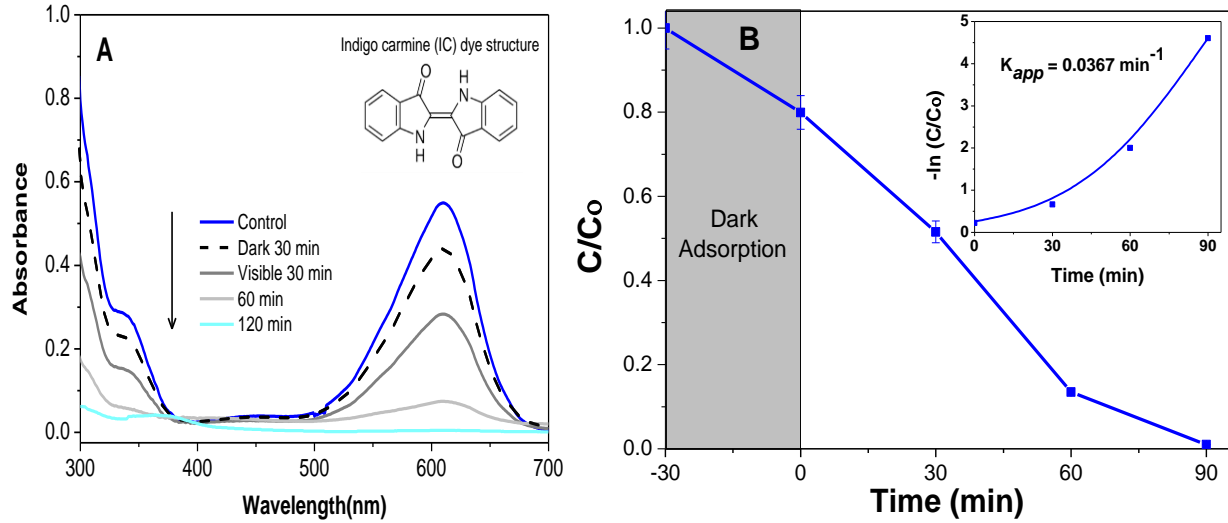 A
Indigo carmine (IC) dye structure
O
H
N
N
H
O
Control
Dark 30 min
Visible 30 min
60 min
120 min
Absorbance
1.0
0.8
0.6
0.4
0.2
0.0
300
400
500
600
700
Wavelength(nm)
B
Dark
Adsorption
C/Co
1.0
0.8
0.6
0.4
0.2
0.0
-30
0
30
60
90
Time (min)
Kapp = 0.0367 min-1
-ln (C/Co)
5
4
3
2
1
0
0
30
60
90
Time (min)